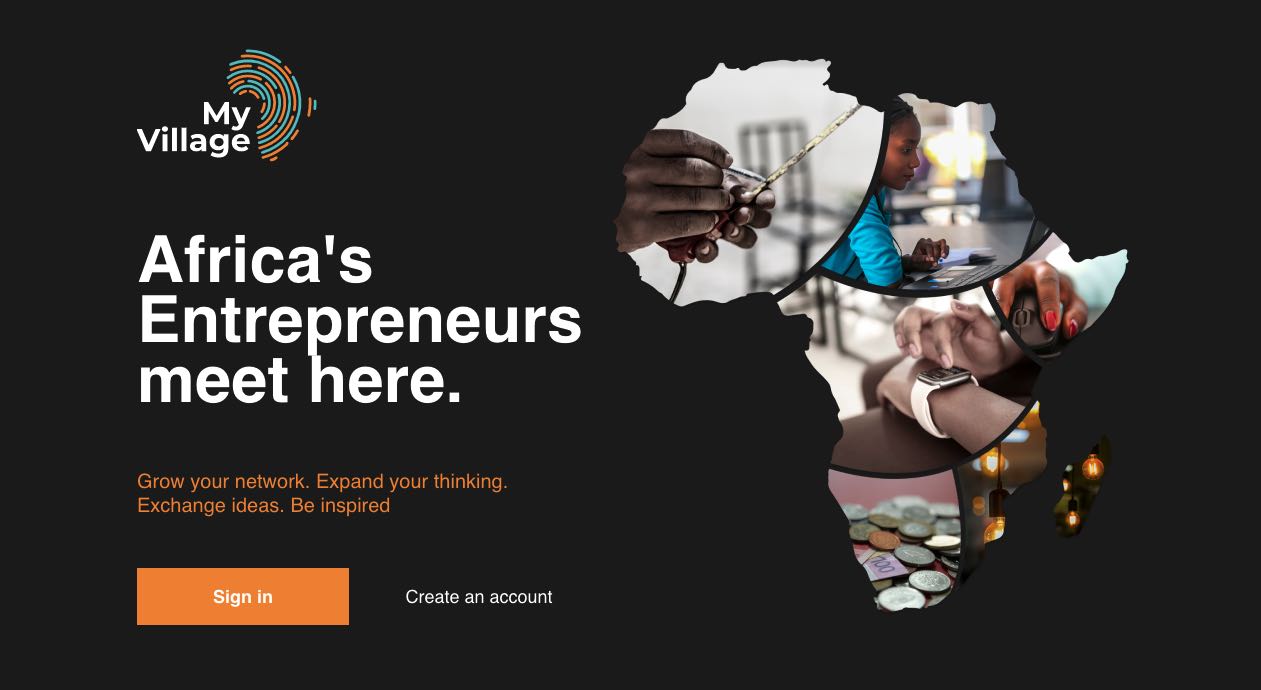 My
Village
Africa's
Entrepreneurs
meet here.
Grow your network. Expand your thinking.
Exchange ideas. Be inspired
Sign in
Create an account
100